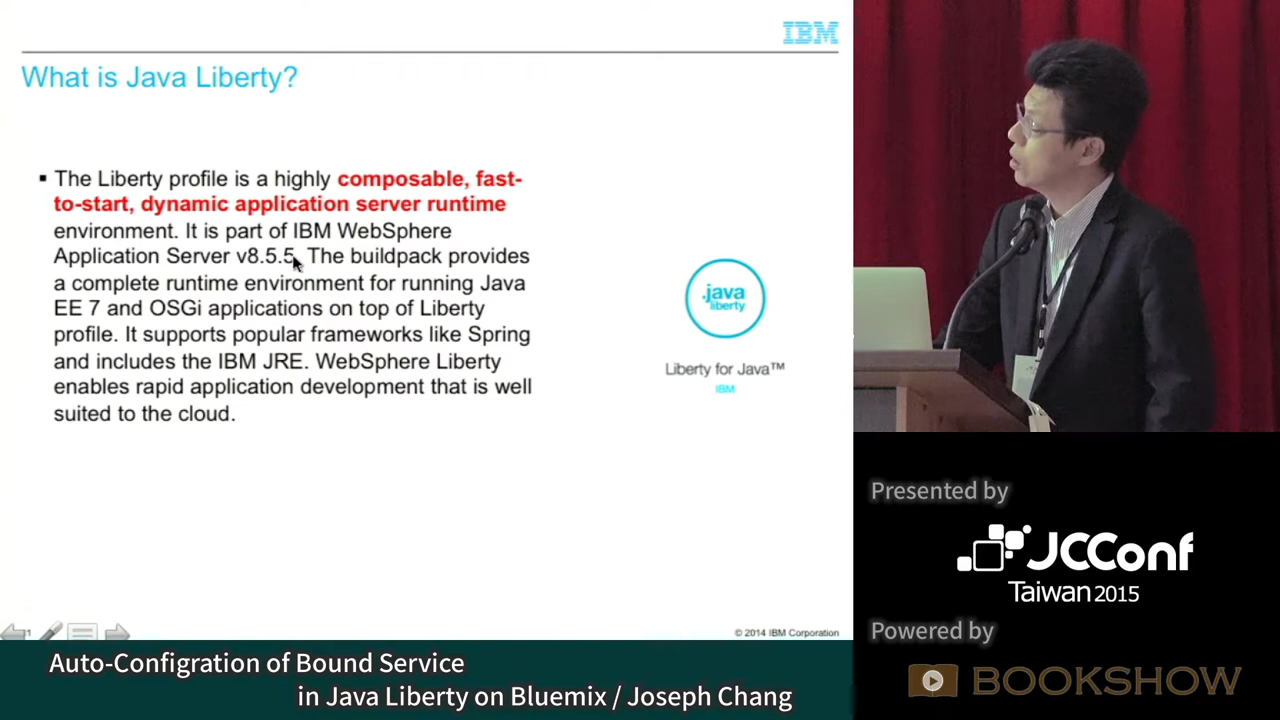 IBM
What is Java Liberty?
▪ The Liberty profile is a highly composable, fast-
to-start, dynamic application server runtime
environment. It is part of IBM WebSphere
Application Server v8.5.5. The buildpack provides
a complete runtime environment for running Java
EE 7 and OSGi applications on top of Liberty
profile. It supports popular frameworks like Spring
and includes the IBM JRE. WebSphere Liberty
enables rapid application development that is well
suited to the cloud.
.java
liberty
Liberty for Java™
IBM
© 2014 IBM Corporation
Presented by
JCConf
Taiwan 2015
Powered by
BOOKSHOW
Auto-Configration of Bound Service
in Java Liberty on Bluemix / Joseph Chang